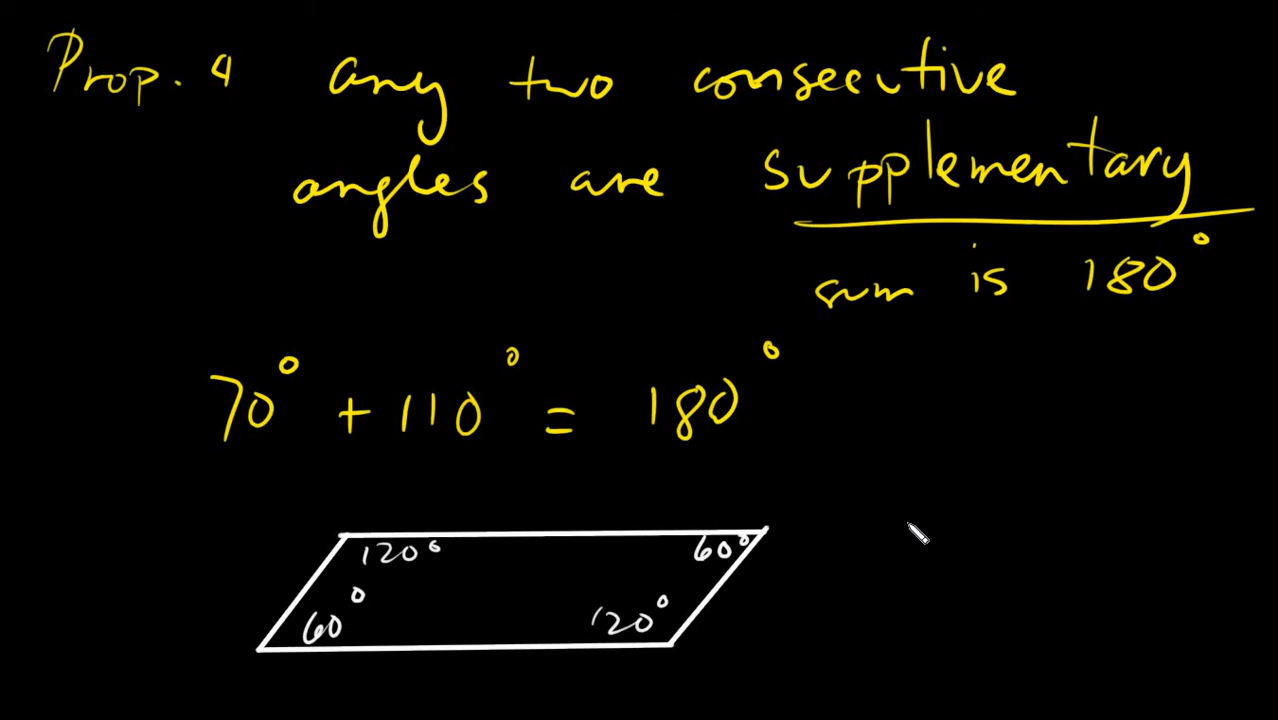 Prop. 4 any two consecutive
angles are supplementary
sum is 180°
70° + 110° = 180°
120° 60°
60° 120°